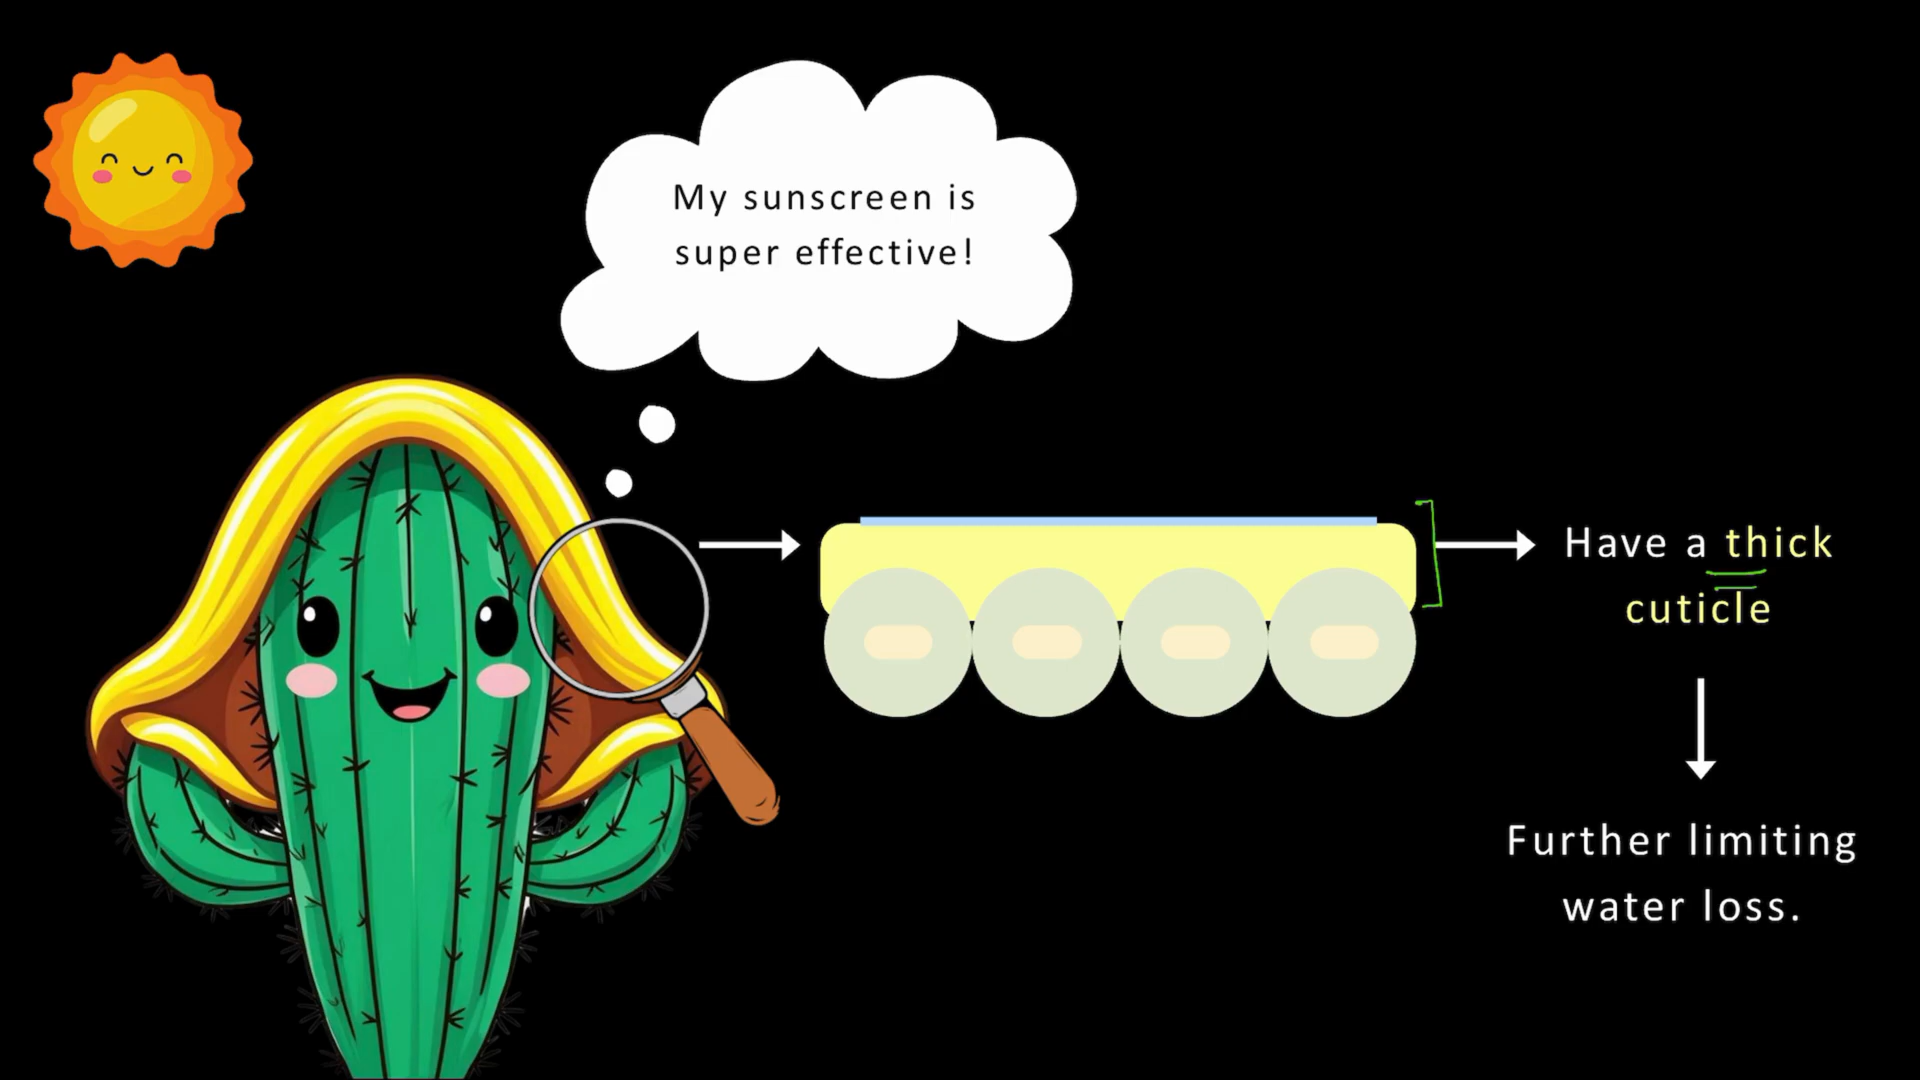 My sunscreen is
super effective!
Have a thick
cuticle
Further limiting
water loss.